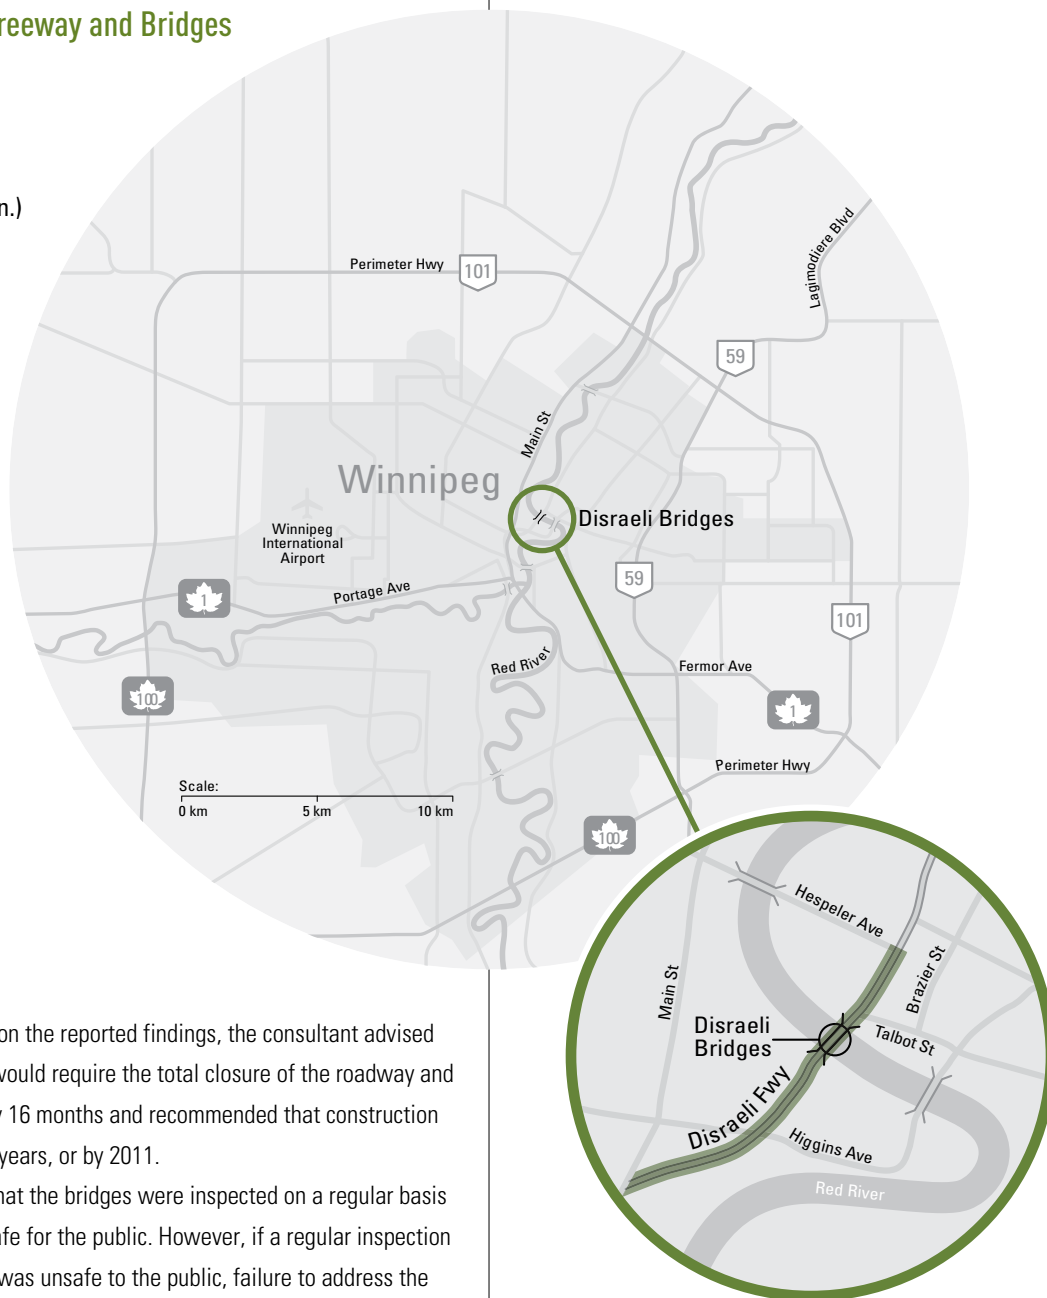 reeway and Bridges
n.)
Perimeter Hwy
101
Lagimodiere Blvd
59
Main St
Winnipeg
Disraeli Bridges
Winnipeg
International
Airport
59
1
Portage Ave
101
Red River
Fermor Ave
100
1
Perimeter Hwy
Scale:
0 km 5 km 10 km
100
Hespeler Ave
Main St
Brazier St
Disraeli
Bridges
Talbot St
Disraeli Fwy
Higgins Ave
Red River
on the reported findings, the consultant advised
would require the total closure of the roadway and
y 16 months and recommended that construction
years, or by 2011.
hat the bridges were inspected on a regular basis
afe for the public. However, if a regular inspection
was unsafe to the public, failure to address the